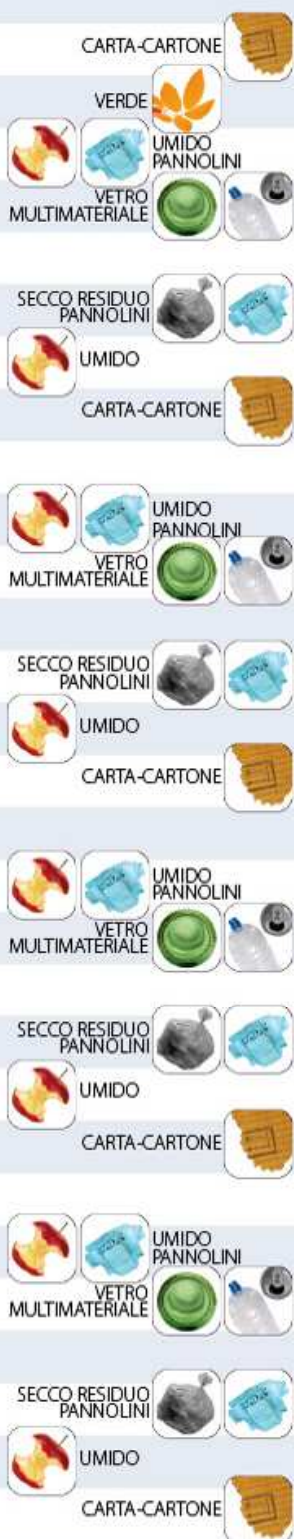 CARTA-CARTONE
VERDE
UMIDO
PANNOLINI
VETRO
MULTIMATERIALE
SECCO RESIDUO
PANNOLINI
UMIDO
CARTA-CARTONE
UMIDO
PANNOLINI
VETRO
MULTIMATERIALE
SECCO RESIDUO
PANNOLINI
UMIDO
CARTA-CARTONE
UMIDO
PANNOLINI
VETRO
MULTIMATERIALE
SECCO RESIDUO
PANNOLINI
UMIDO
CARTA-CARTONE
UMIDO
PANNOLINI
VETRO
MULTIMATERIALE
SECCO RESIDUO
PANNOLINI
UMIDO
CARTA-CARTONE